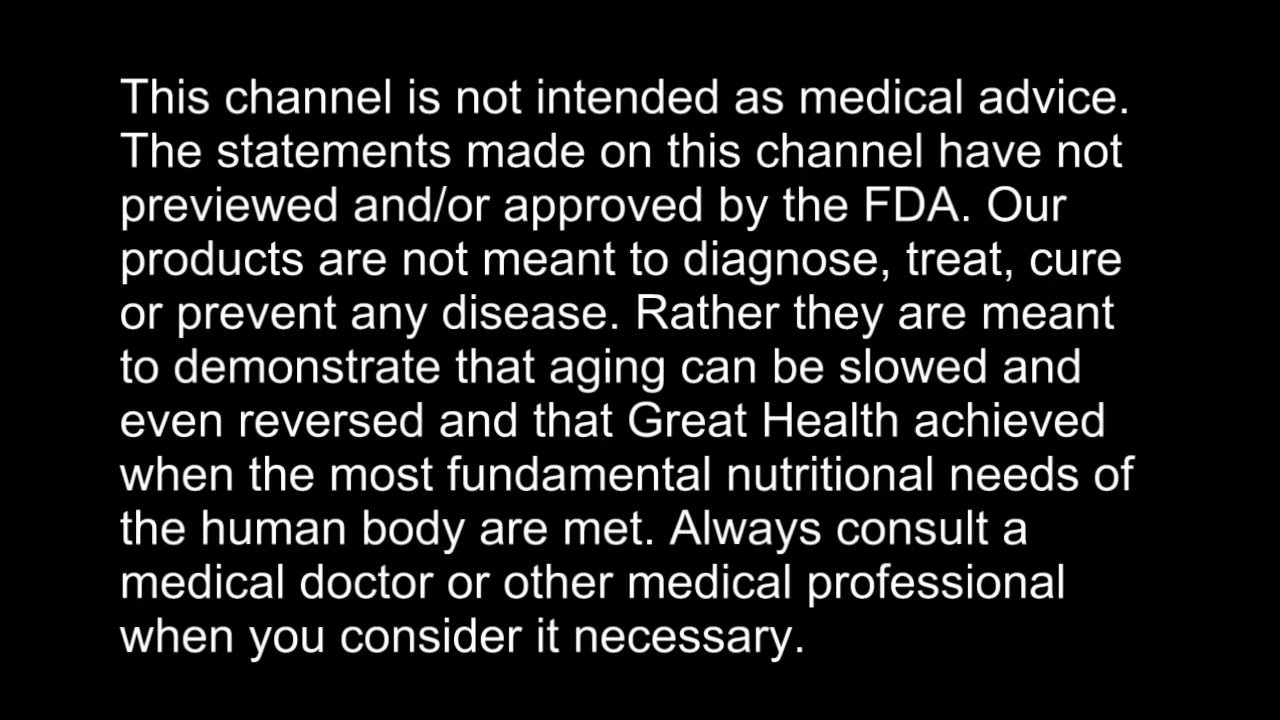 This channel is not intended as medical advice.
The statements made on this channel have not
previewed and/or approved by the FDA. Our
products are not meant to diagnose, treat, cure
or prevent any disease. Rather they are meant
to demonstrate that aging can be slowed and
even reversed and that Great Health achieved
when the most fundamental nutritional needs of
the human body are met. Always consult a
medical doctor or other medical professional
when you consider it necessary.